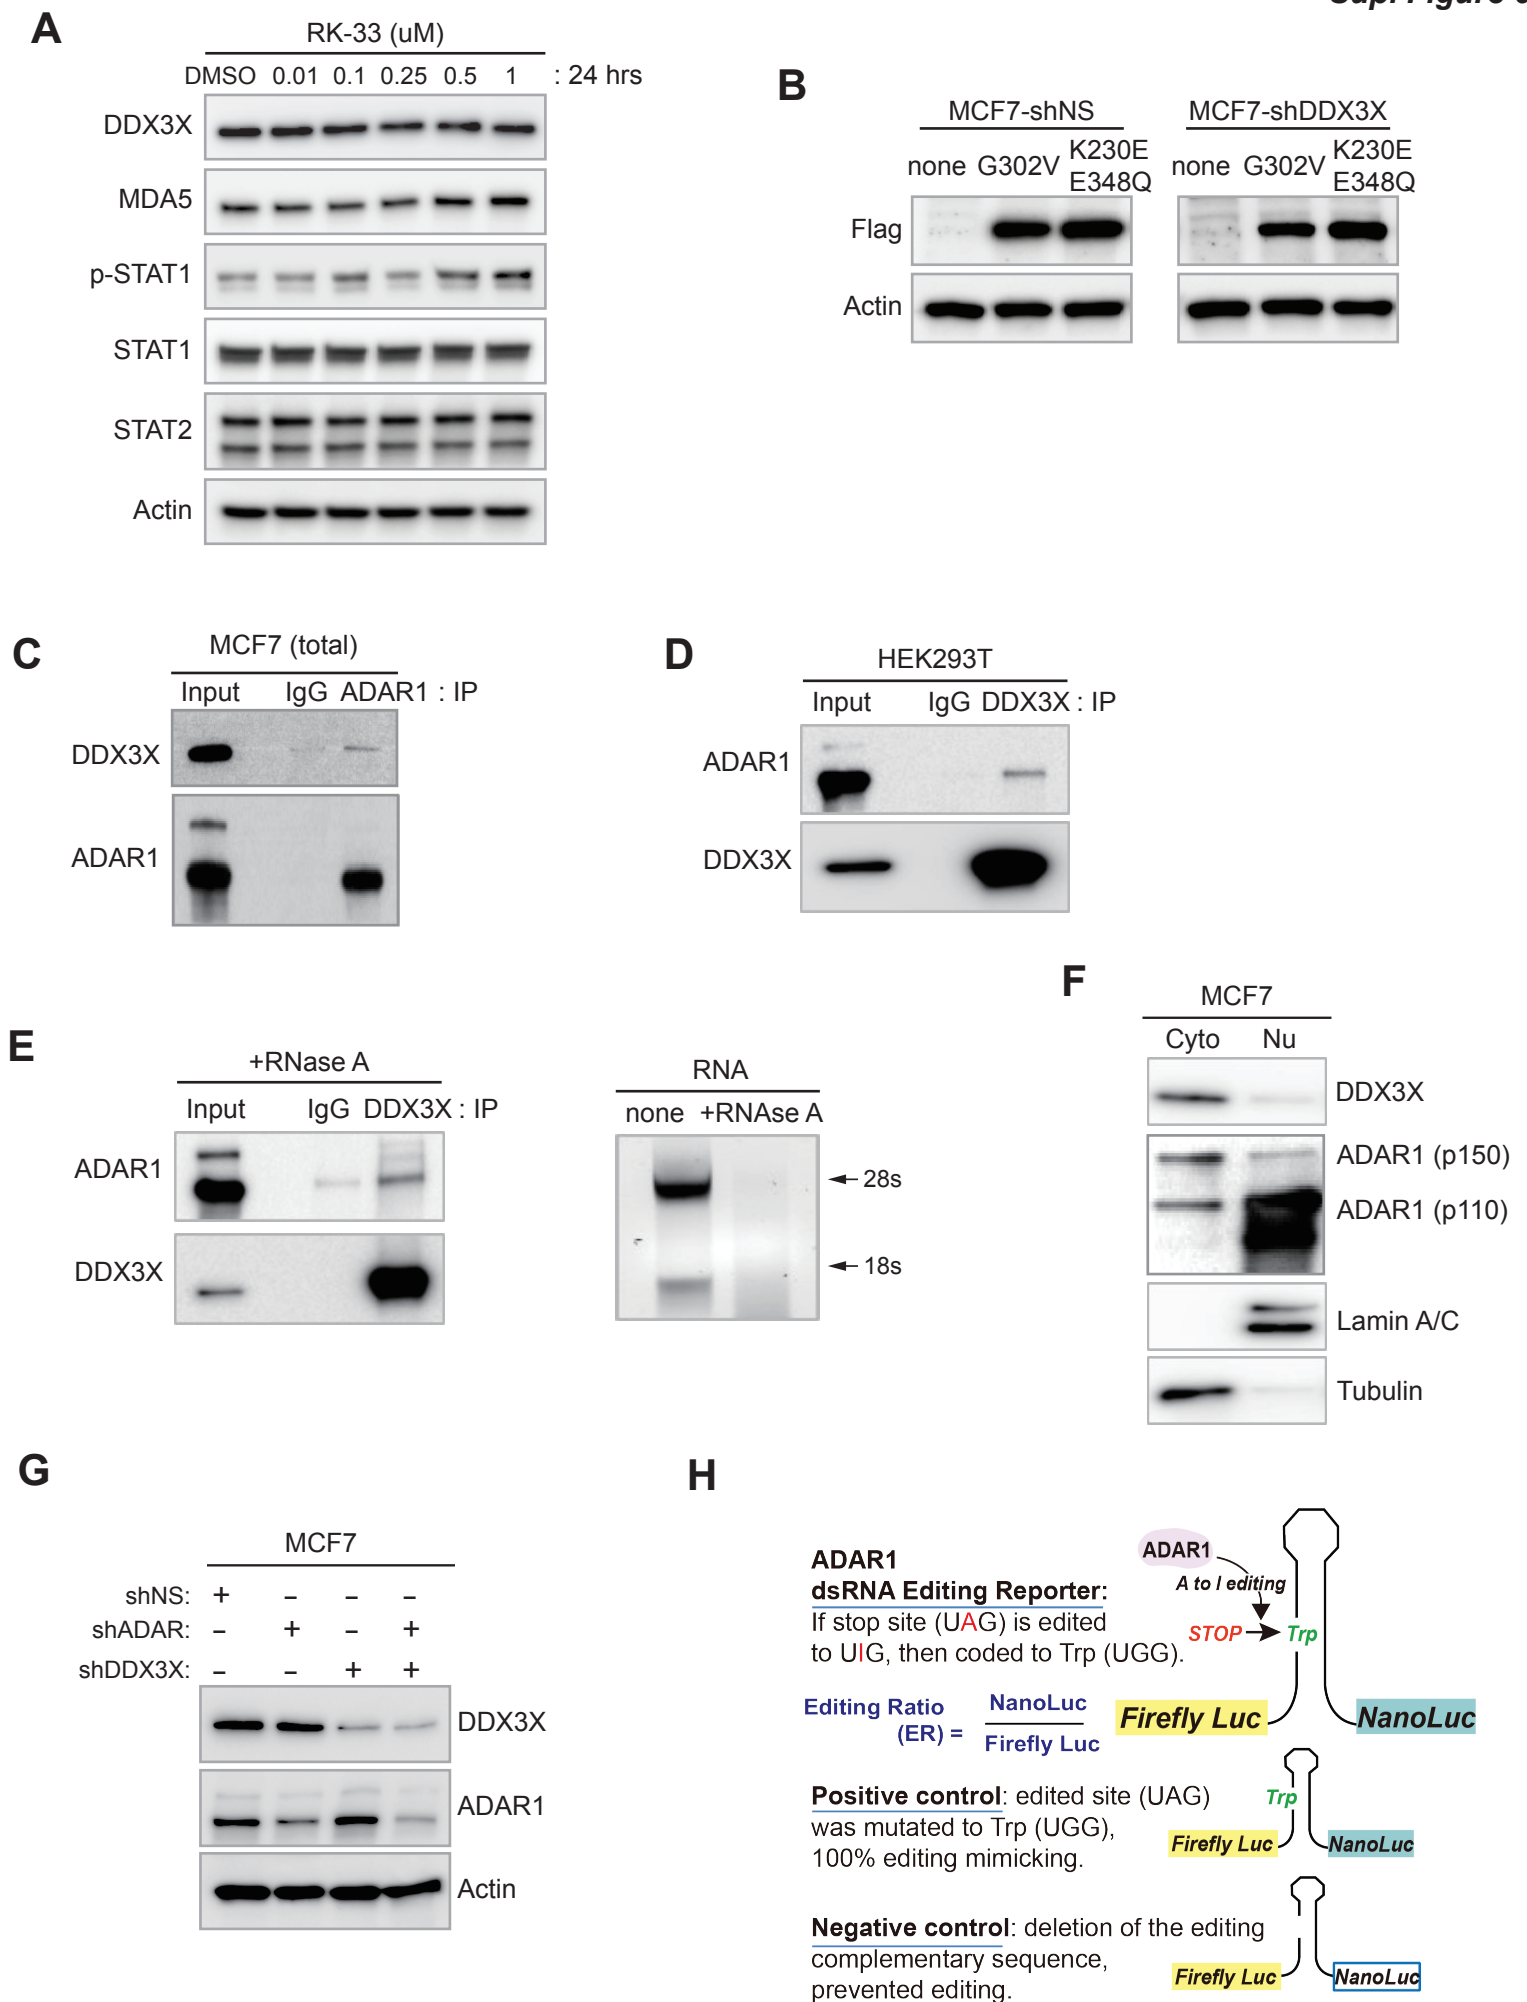 A
RK-33 (uM)
DMSO 0.01 0.1 0.25 0.5 1 : 24 hrs
DDX3X
MDA5
p-STAT1
STAT1
STAT2
Actin
B
MCF7-shNS MCF7-shDDX3X
none G302V K230E E348Q none G302V K230E E348Q
Flag
Actin
C
MCF7 (total)
Input IgG ADAR1 : IP
DDX3X
ADAR1
D
HEK293T
Input IgG DDX3X : IP
ADAR1
DDX3X
E
+RNase A
Input IgG DDX3X : IP
ADAR1
DDX3X
RNA
none +RNAse A
28s
18s
F
MCF7
Cyto Nu
DDX3X
ADAR1 (p150)
ADAR1 (p110)
Lamin A/C
Tubulin
G
MCF7
shNS: + – – –
shADAR: – + – +
shDDX3X: – – + +
DDX3X
ADAR1
Actin
H
ADAR1
dsRNA Editing Reporter:
If stop site (UAG) is edited
to UIG, then coded to Trp (UGG).
ADAR1
A to I editing
STOP Trp
Editing Ratio (ER) = NanoLuc
Firefly Luc
Firefly Luc NanoLuc
Positive control: edited site (UAG)
was mutated to Trp (UGG),
100% editing mimicking.
Trp
Firefly Luc NanoLuc
Negative control: deletion of the editing
complementary sequence,
prevented editing.
Firefly Luc NanoLuc